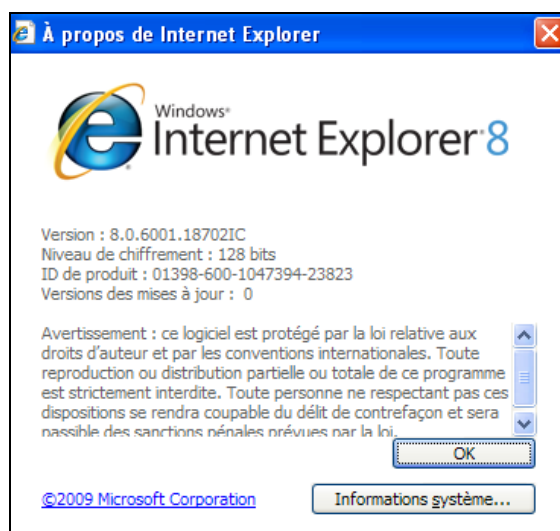 À propos de Internet Explorer
Windows®
Internet Explorer 8
Version : 8.0.6001.18702IC
Niveau de chiffrement : 128 bits
ID de produit : 01398-600-1047394-23823
Versions des mises à jour : 0
Avertissement : ce logiciel est protégé par la loi relative aux
droits d'auteur et par les conventions internationales. Toute
reproduction ou distribution partielle ou totale de ce programme
est strictement interdite. Toute personne ne respectant pas ces
dispositions se rendra coupable du délit de contrefaçon et sera
passible des sanctions pénales prévues par la loi.
OK
©2009 Microsoft Corporation
Informations système...